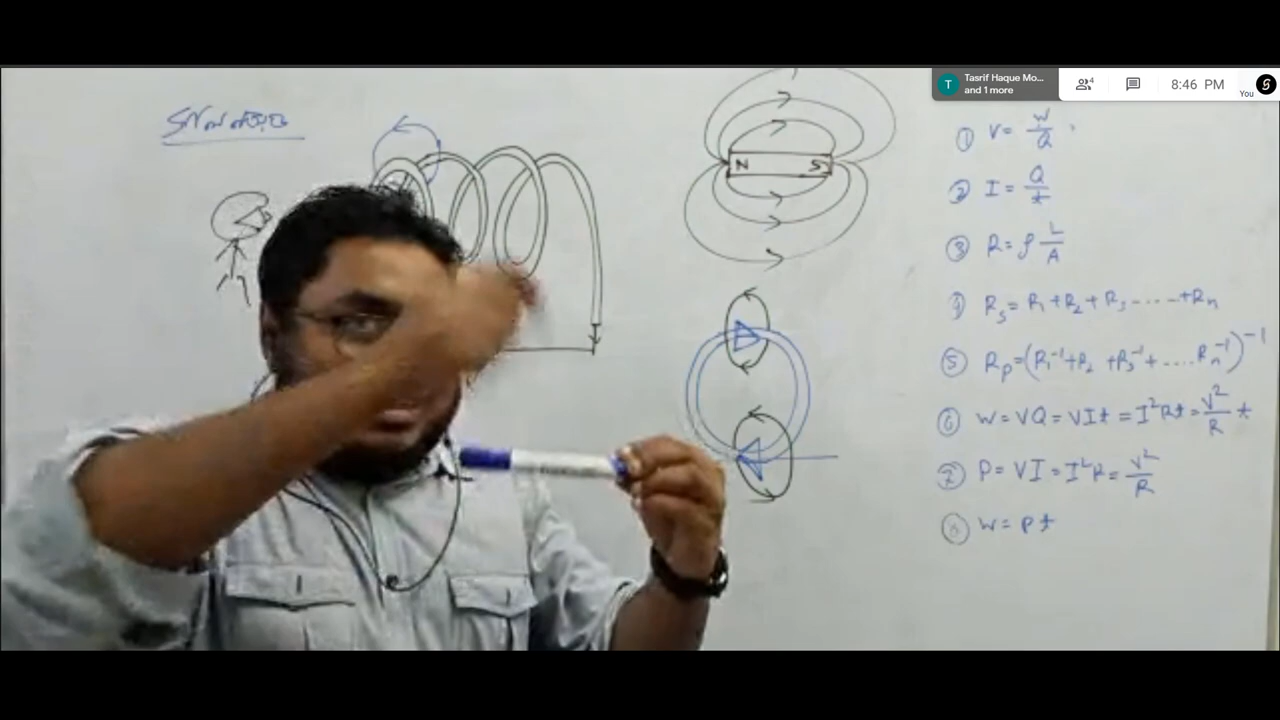 Tasrif Haque Mo...
and 1 more
4
8:46 PM
You
N S
① V = W/Q
② I = Q/t
③ R = ρ L/A
④ Rₛ = R₁ + R₂ + R₃ ..... + Rₙ
⑤ Rₚ = (R₁⁻¹ + R₂ + R₃⁻¹ + .... Rₙ⁻¹)⁻¹
⑥ W = VQ = VIt = I²Rt = V²/R t
⑦ P = VI = I²R = V²/R
⑧ W = Pt